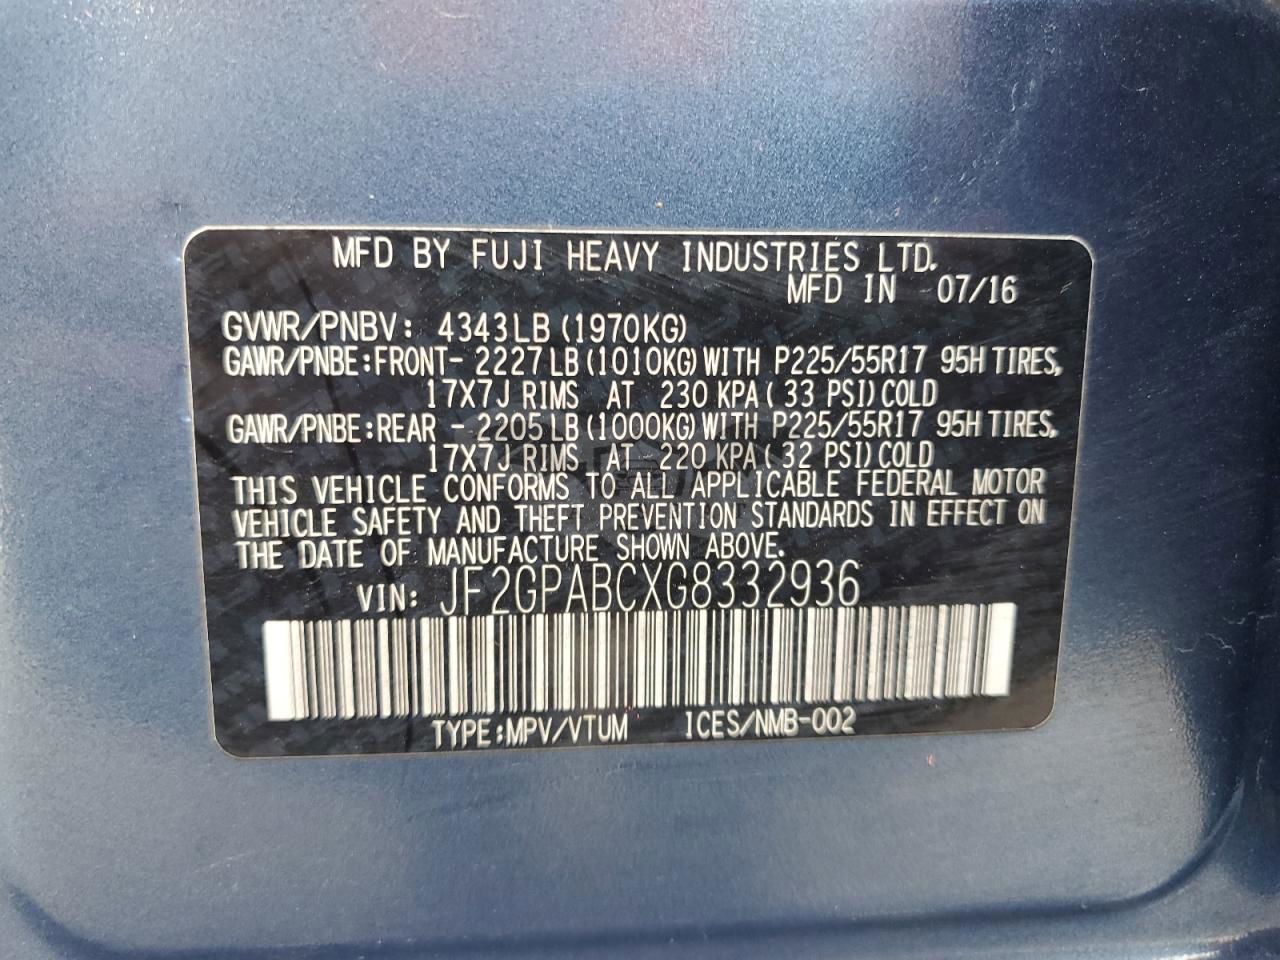 MFD BY FUJI HEAVY INDUSTRIES LTD.
MFD IN 07/16
GVWR/PNBV: 4343LB (1970KG)
GAWR/PNBE:FRONT- 2227LB (1010KG) WITH P225/55R17 95H TIRES,
17X7J RIMS AT 230 KPA ( 33 PSI) COLD
GAWR/PNBE:REAR - 2205LB (1000KG) WITH P225/55R17 95H TIRES,
17X7J RIMS AT 220 KPA ( 32 PSI) COLD
THIS VEHICLE CONFORMS TO ALL APPLICABLE FEDERAL MOTOR
VEHICLE SAFETY AND THEFT PREVENTION STANDARDS IN EFFECT ON
THE DATE OF MANUFACTURE SHOWN ABOVE.
VIN: JF2GPABCXG8332936
TYPE:MPV/VTUM ICES/NMB-002